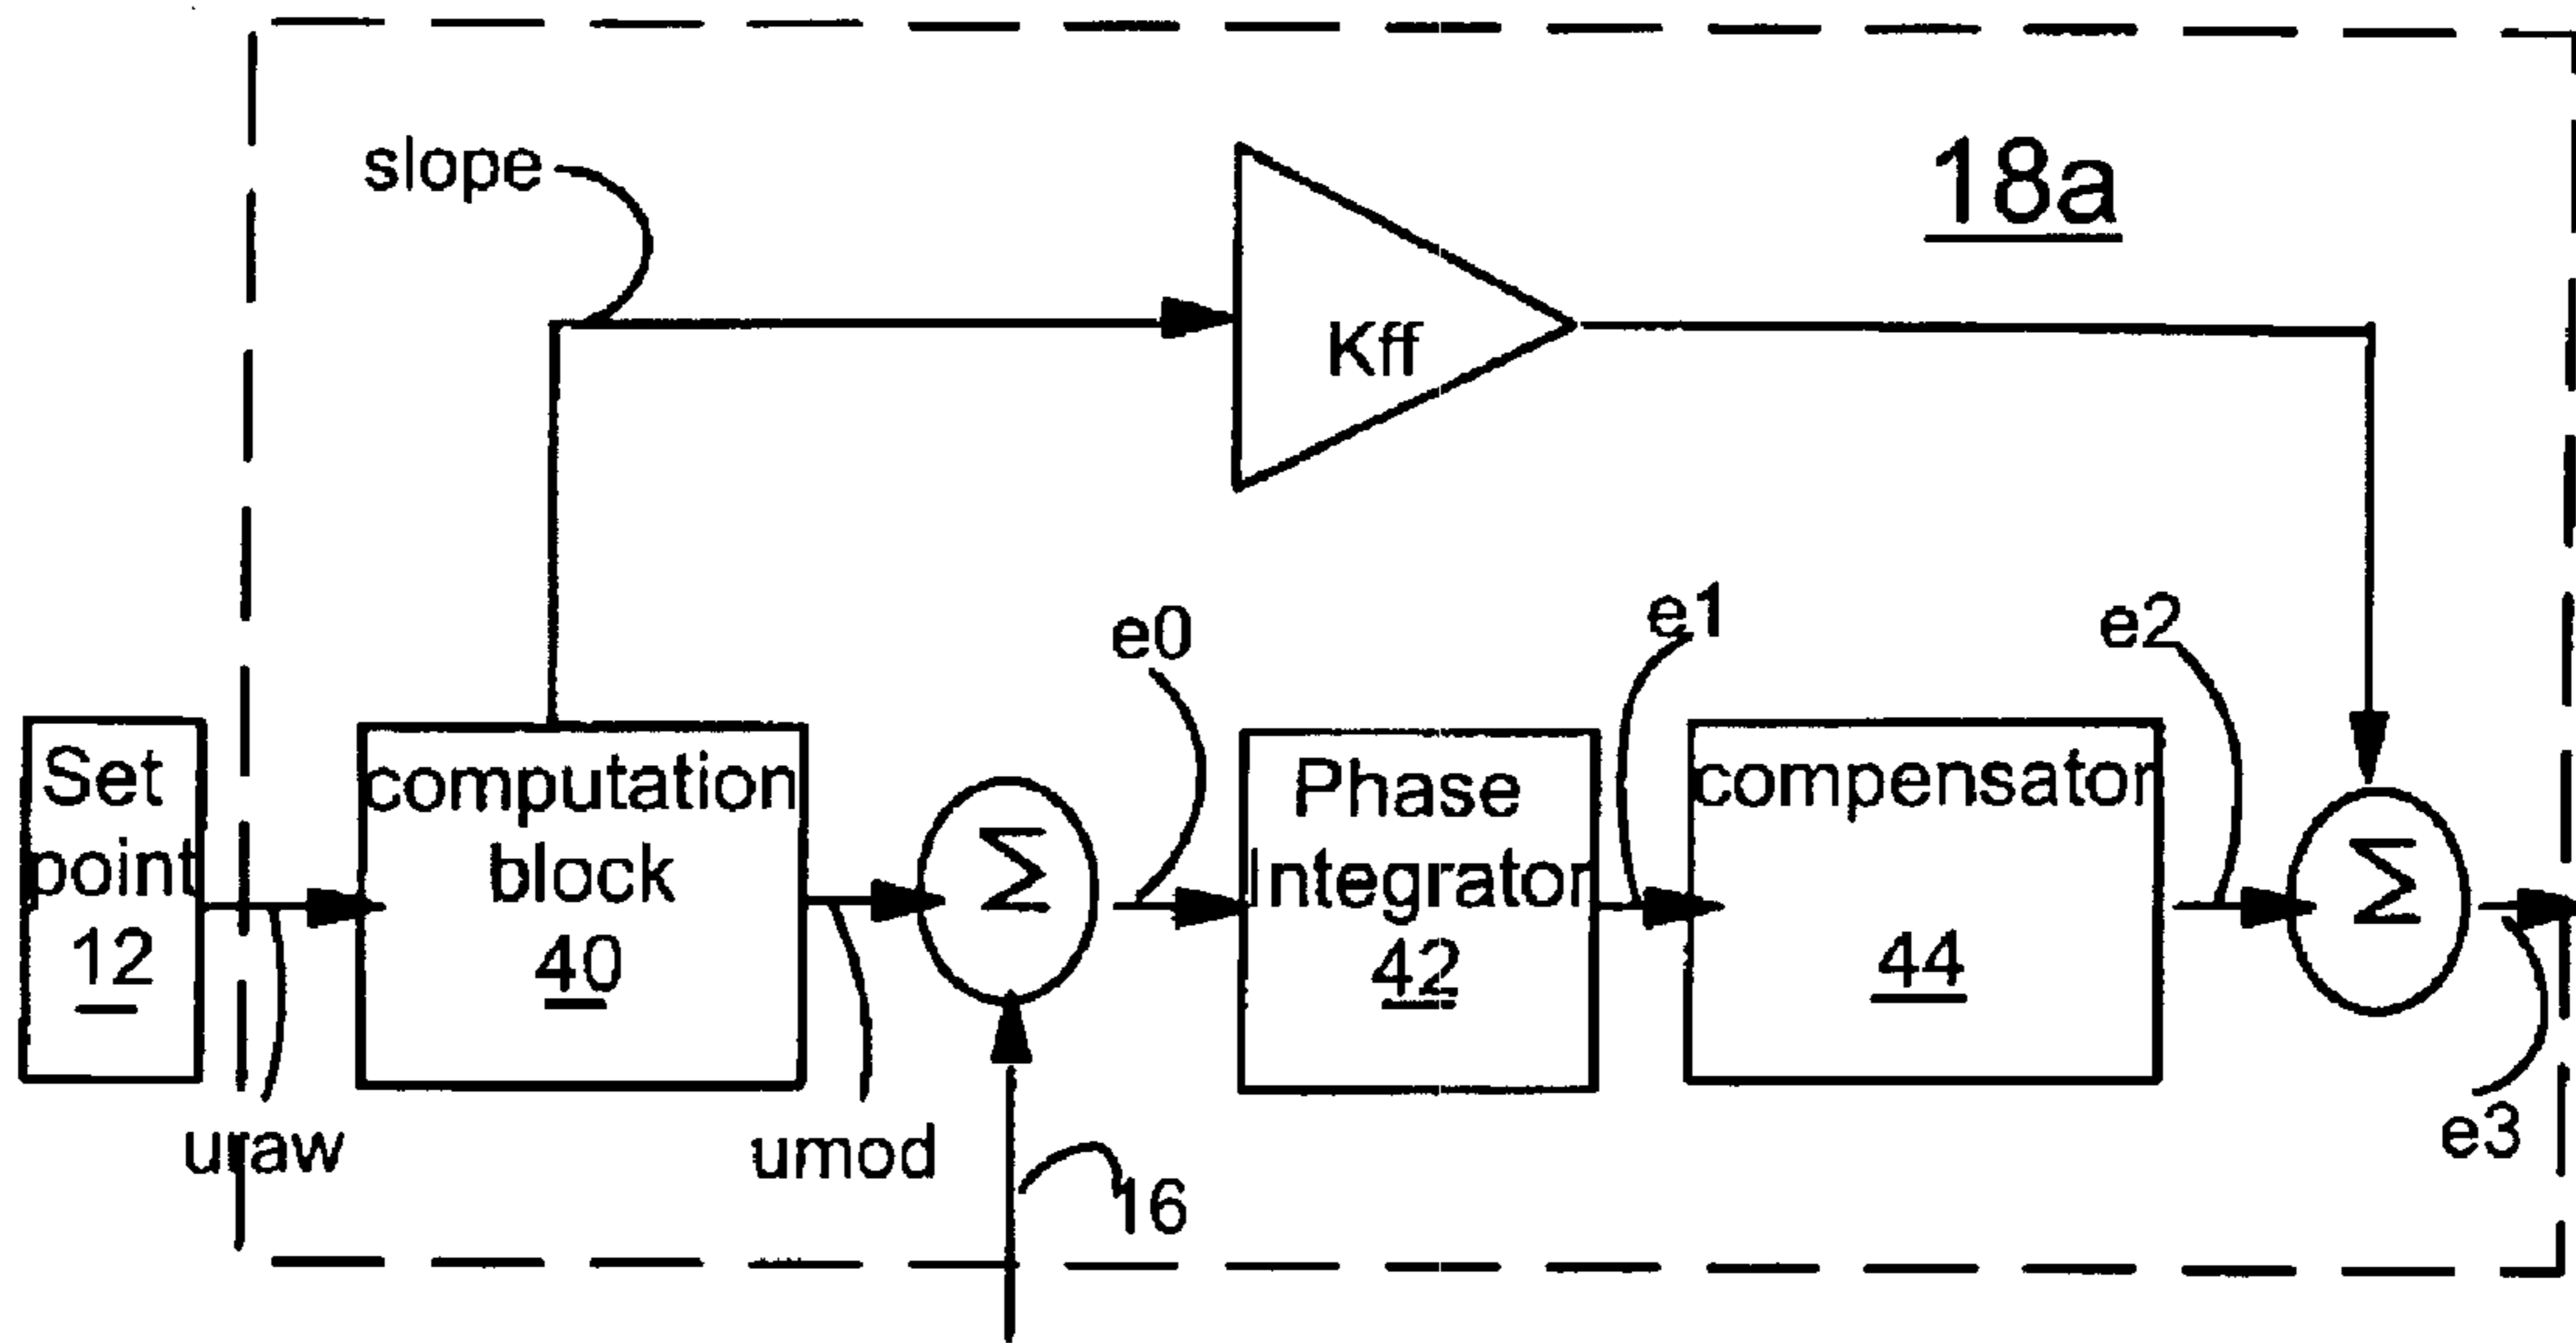 slope
Kff
18a
e0
e1
e2
Set
point
12
computation
block
40
Σ
Phase
integrator
42
compensator
44
Σ
uraw
umod
16
e3